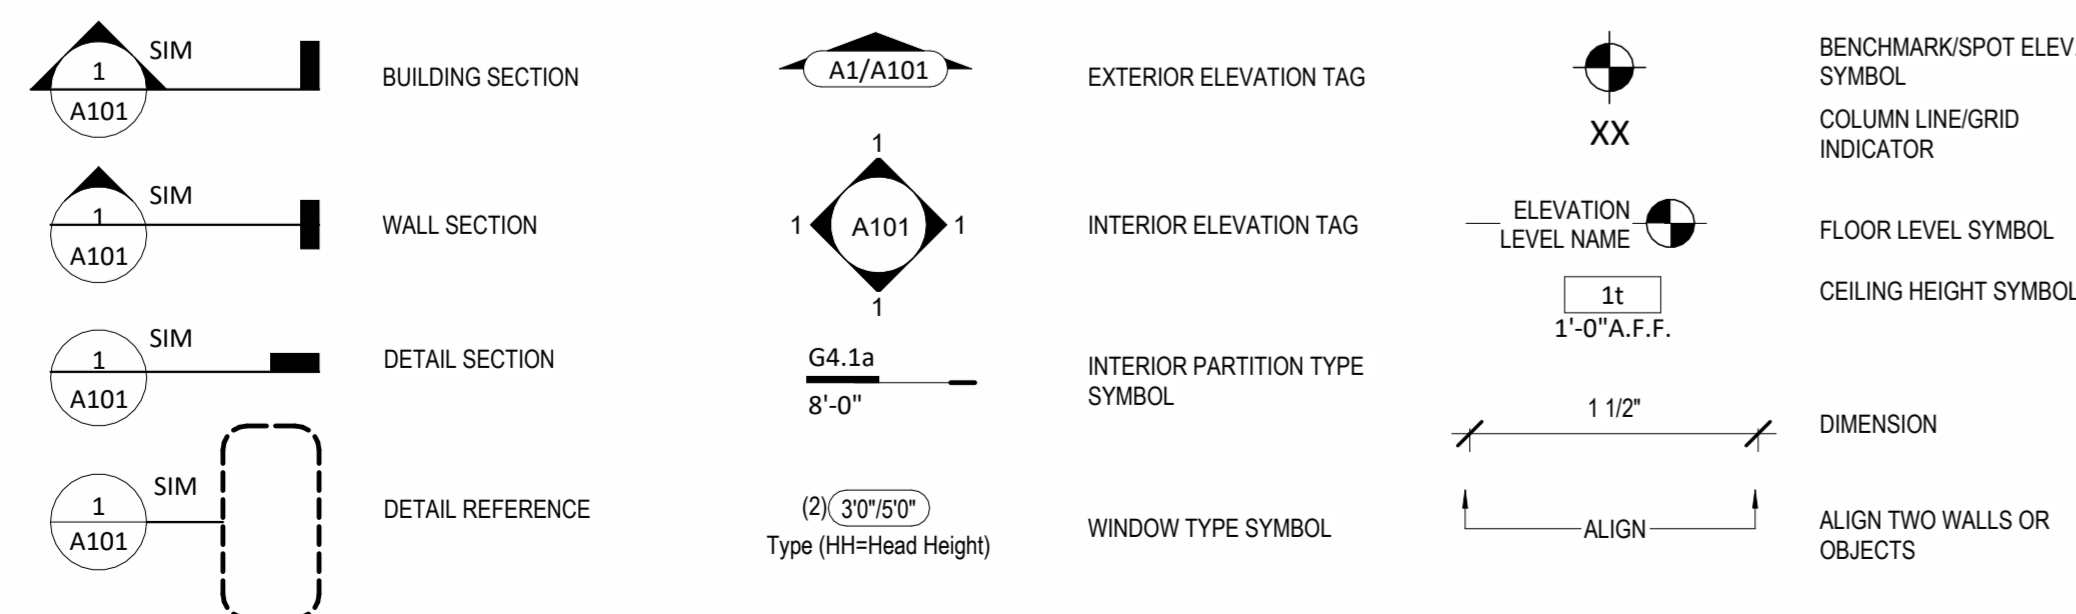 SIM
1
A101
BUILDING SECTION
SIM
1
A101
WALL SECTION
SIM
1
A101
DETAIL SECTION
SIM
1
A101
DETAIL REFERENCE
A1/A101
EXTERIOR ELEVATION TAG
1
1
A101
1
1
INTERIOR ELEVATION TAG
G4.1a
8'-0"
INTERIOR PARTITION TYPE
SYMBOL
(2) 3'0"/5'0"
Type (HH=Head Height)
WINDOW TYPE SYMBOL
BENCHMARK/SPOT ELEV.
SYMBOL
XX
COLUMN LINE/GRID
INDICATOR
ELEVATION
LEVEL NAME
FLOOR LEVEL SYMBOL
1t
1'-0"A.F.F.
CEILING HEIGHT SYMBOL
1 1/2"
DIMENSION
ALIGN
ALIGN TWO WALLS OR
OBJECTS